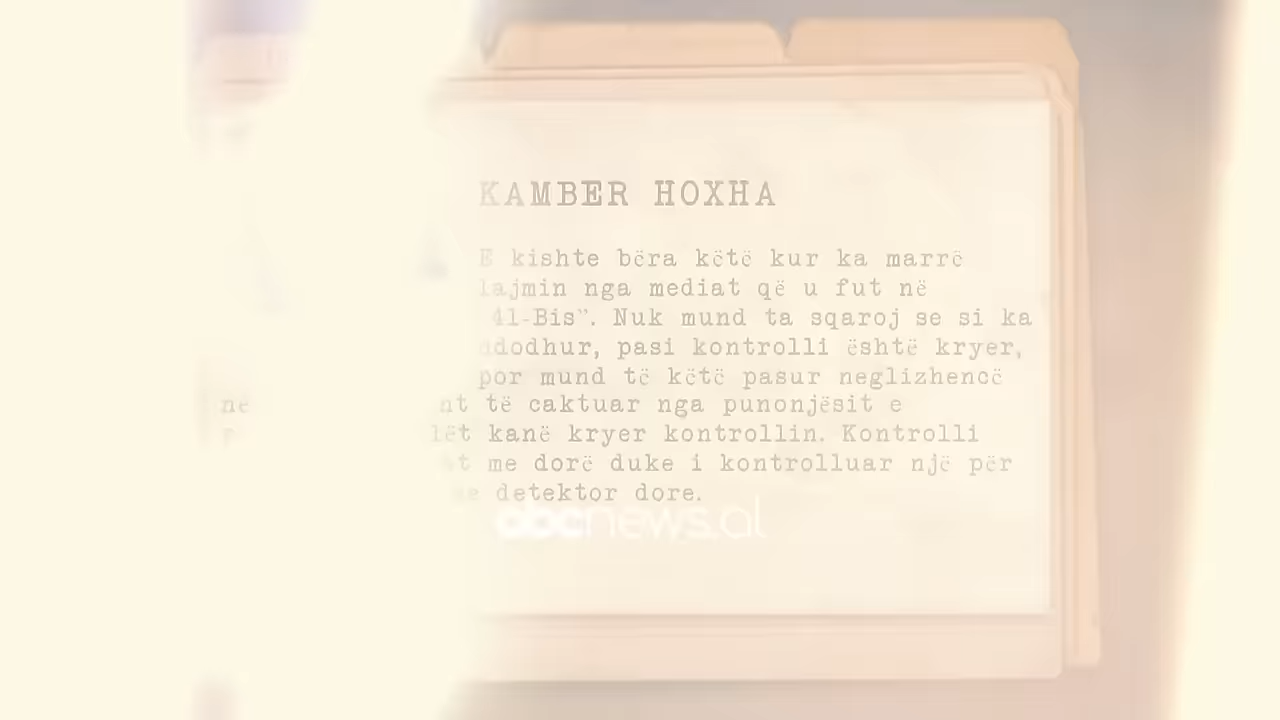 KAMBER HOXHA
E kishte bëra këtë kur ka marrë
lajmin nga mediat që u fut në
41-Bis”. Nuk mund ta sqaroj se si ka
ndodhur, pasi kontrolli është kryer,
por mund të këtë pasur neglizhencë
në të caktuar nga punonjësit e
kanë kryer kontrollin. Kontrolli
me dorë duke i kontrolluar një për
detektor dore.
abcnews.al